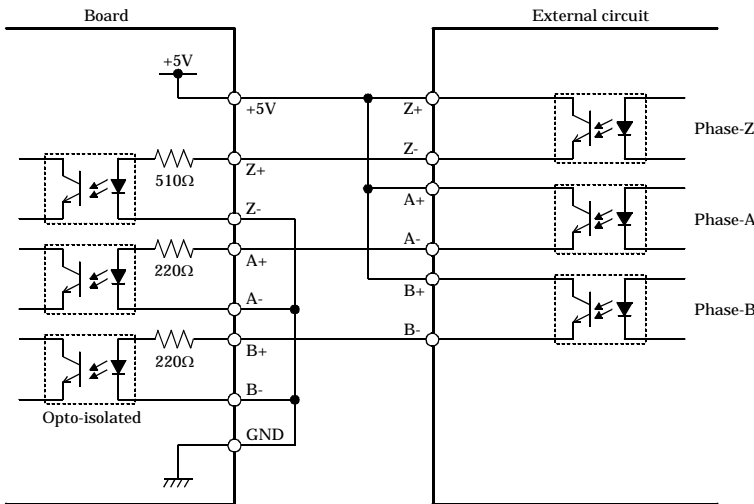 Board
External circuit
+5V
+5V
Z+
Phase-Z
Z+
Z-
510Ω
Z-
A+
Phase-A
A+
A-
220Ω
A-
B+
Phase-B
B+
B-
220Ω
B-
Opto-isolated
GND